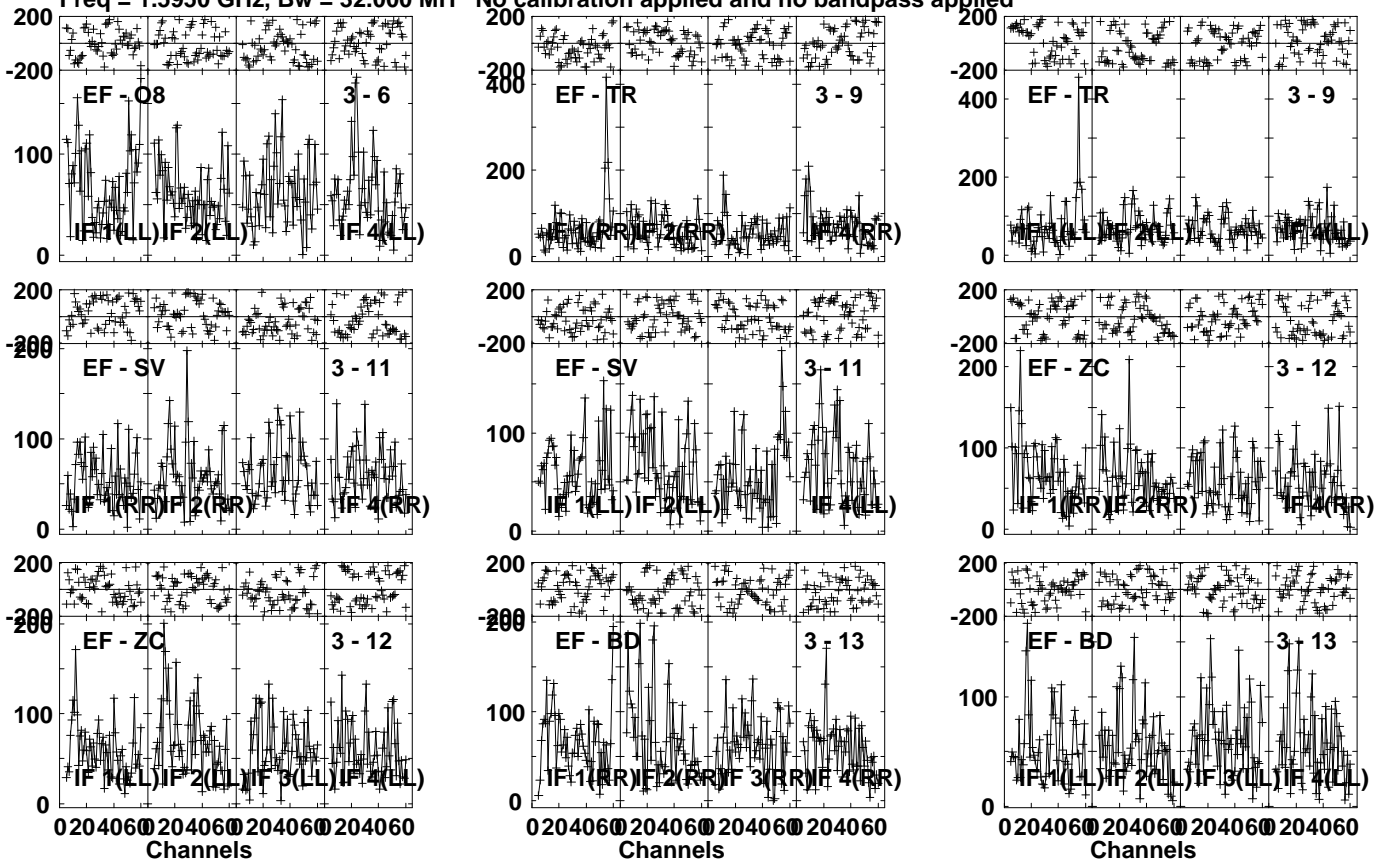 Freq = 1.5950 GHz, Bw = 32.000 MH No calibration applied and no bandpass applied
200
-200
100
0
EF - O8 3 - 6
IF 1(LL) IF 2(LL) IF 4(LL)
200
-200
400
200
0
EF - TR 3 - 9
IF 1(RR) IF 2(RR) IF 4(RR)
200
-200
400
200
0
EF - TR 3 - 9
IF 1(LL) IF 2(LL) IF 4(LL)
200
-200
200
100
0
EF - SV 3 - 11
IF 1(RR) IF 2(RR) IF 4(RR)
200
-200
100
0
EF - SV 3 - 11
IF 1(LL) IF 2(LL) IF 4(LL)
200
-200
200
100
0
EF - ZC 3 - 12
IF 1(RR) IF 2(RR) IF 4(RR)
200
-200
200
100
0
EF - ZC 3 - 12
IF 1(LL) IF 2(LL) IF 3(LL) IF 4(LL)
0 20 40 60 0 20 40 60 0 20 40 60 0 20 40 60
Channels
200
-200
200
100
0
EF - BD 3 - 13
IF 1(RR) IF 2(RR) IF 3(RR) IF 4(RR)
0 20 40 60 0 20 40 60 0 20 40 60 0 20 40 60
Channels
200
-200
100
0
EF - BD 3 - 13
IF 1(LL) IF 2(LL) IF 3(LL) IF 4(LL)
0 20 40 60 0 20 40 60 0 20 40 60 0 20 40 60
Channels